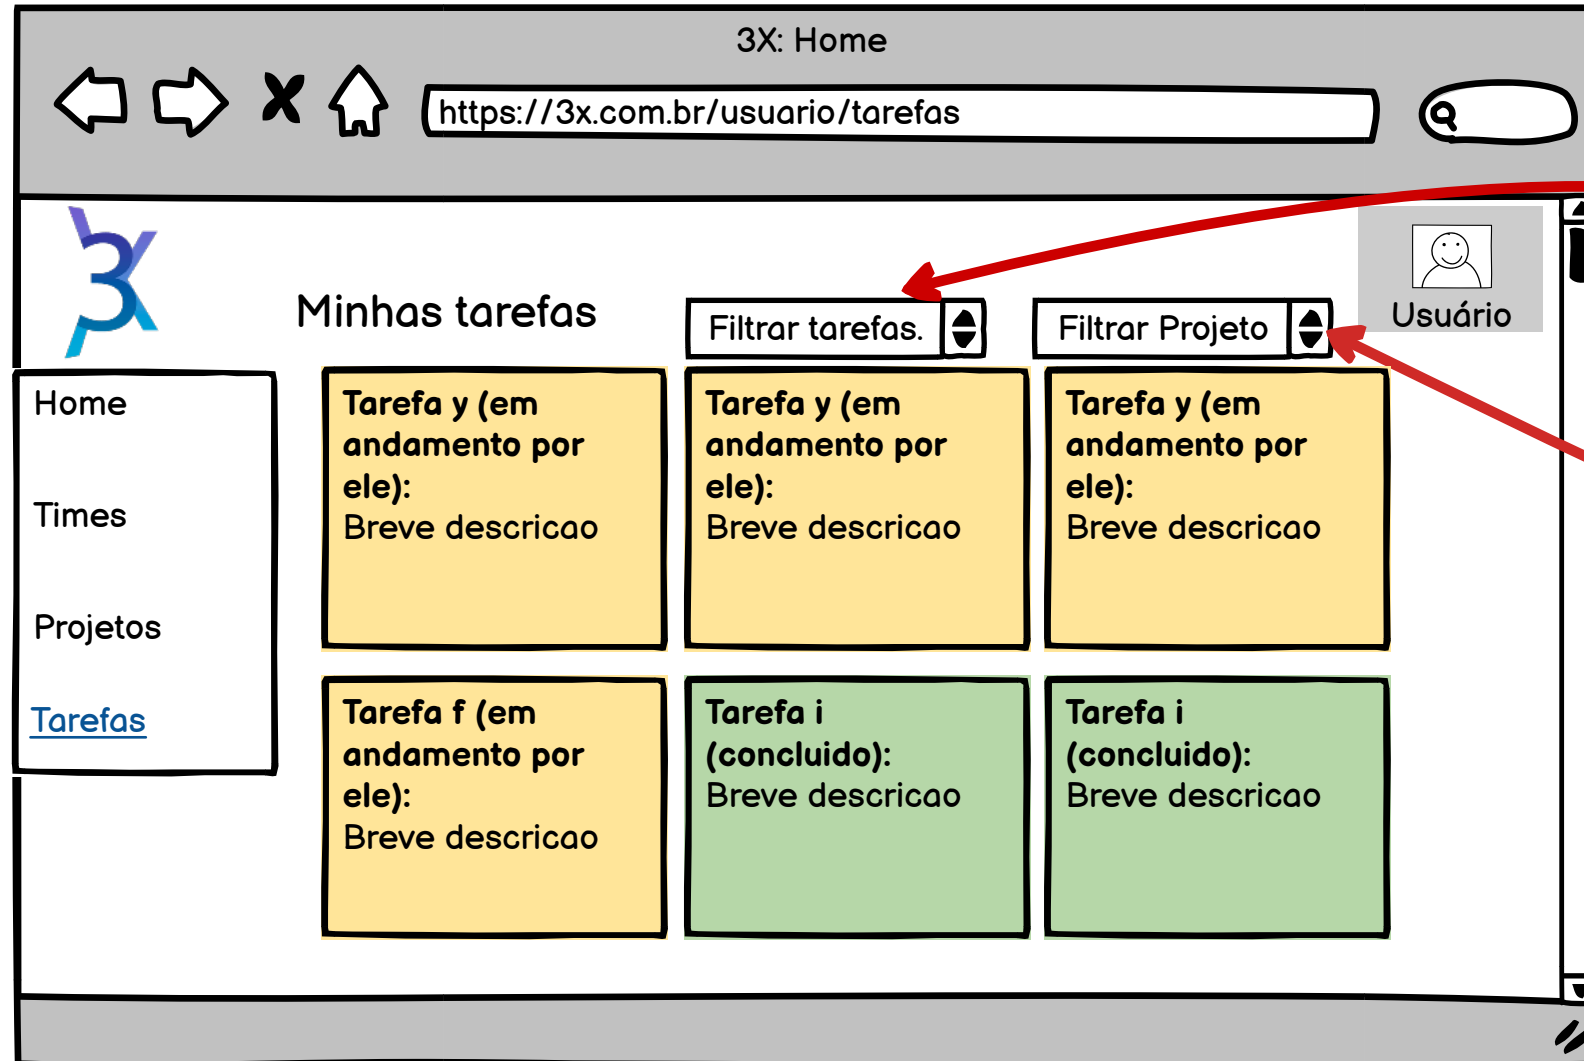 3X: Home
https://3x.com.br/usuario/tarefas
3X
Usuário
Minhas tarefas
Filtrar tarefas.
Filtrar Projeto
Home
Times
Projetos
Tarefas
Tarefa y (em
andamento por
ele):
Breve descricao
Tarefa y (em
andamento por
ele):
Breve descricao
Tarefa y (em
andamento por
ele):
Breve descricao
Tarefa f (em
andamento por
ele):
Breve descricao
Tarefa i
(concluido):
Breve descricao
Tarefa i
(concluido):
Breve descricao